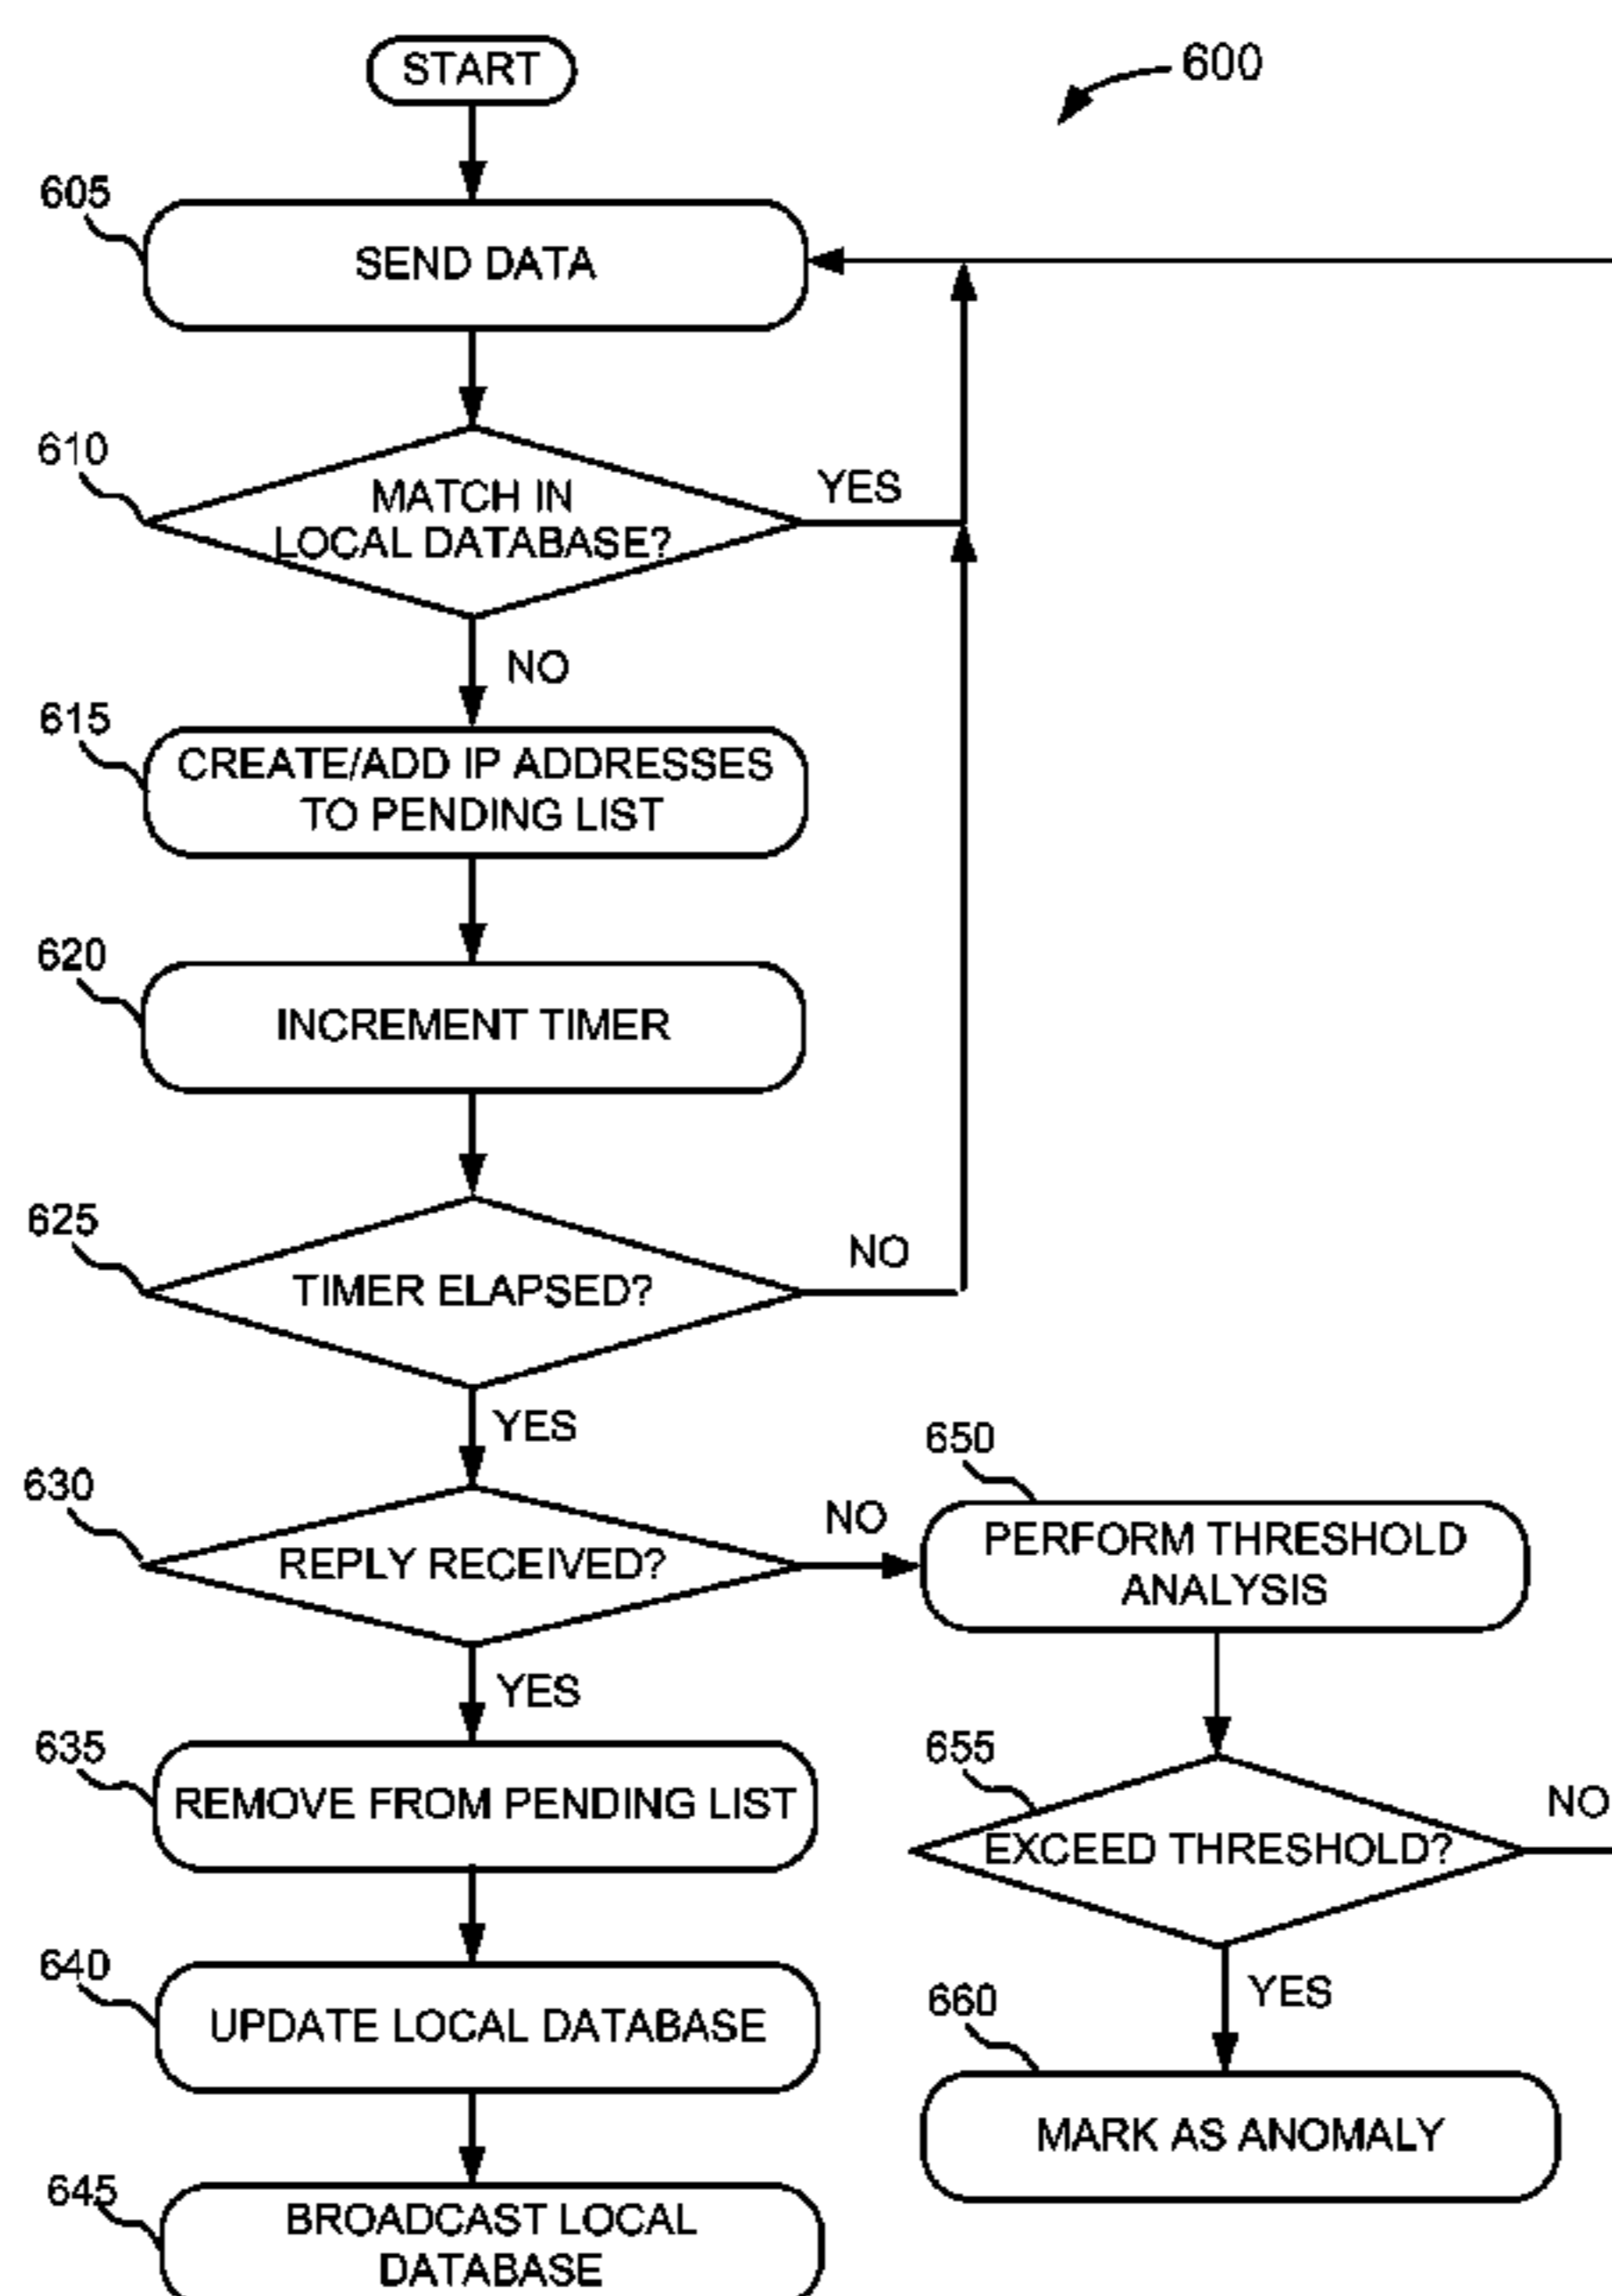 START
600
605
SEND DATA
610
MATCH IN
LOCAL DATABASE?
YES
NO
615
CREATE/ADD IP ADDRESSES
TO PENDING LIST
620
INCREMENT TIMER
625
TIMER ELAPSED?
NO
YES
630
REPLY RECEIVED?
NO
650
PERFORM THRESHOLD
ANALYSIS
YES
635
REMOVE FROM PENDING LIST
655
EXCEED THRESHOLD?
NO
640
UPDATE LOCAL DATABASE
YES
660
MARK AS ANOMALY
645
BROADCAST LOCAL
DATABASE